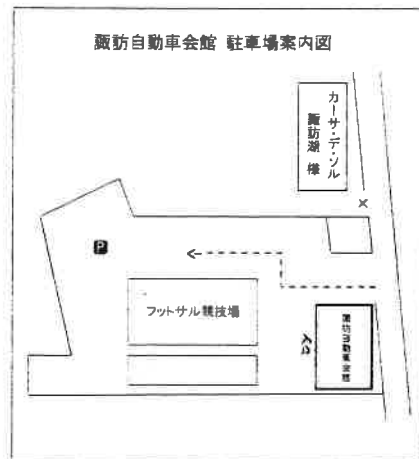 諏訪自動車会館 駐車場案内図
カーサ・デ・ソル
諏訪湖 様
×
P
フットサル競技場
諏訪自動車会館
入口